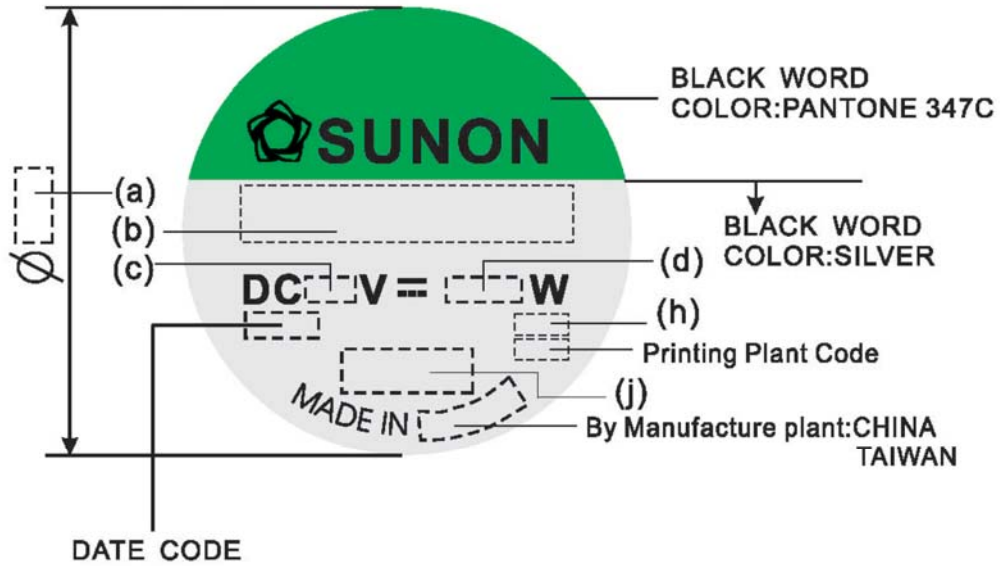 BLACK WORD
COLOR:PANTONE 347C
SUNON
(a)
(b)
BLACK WORD
COLOR:SILVER
(c)
(d)
Ø
DC V W
(h)
Printing Plant Code
(j)
MADE IN
By Manufacture plant:CHINA
TAIWAN
DATE CODE